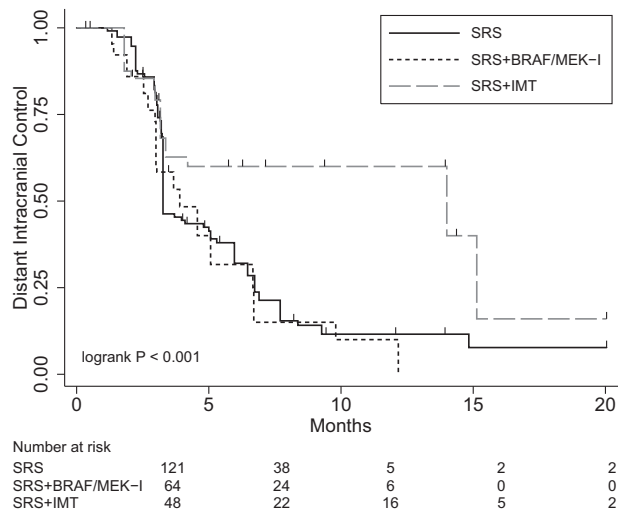 SRS
SRS+BRAF/MEK−I
SRS+IMT
Distant Intracranial Control
1.00
0.75
0.50
0.25
0.00
logrank P < 0.001
0 5 10 15 20
Months
Number at risk
SRS 121 38 5 2 2
SRS+BRAF/MEK−I 64 24 6 0 0
SRS+IMT 48 22 16 5 2